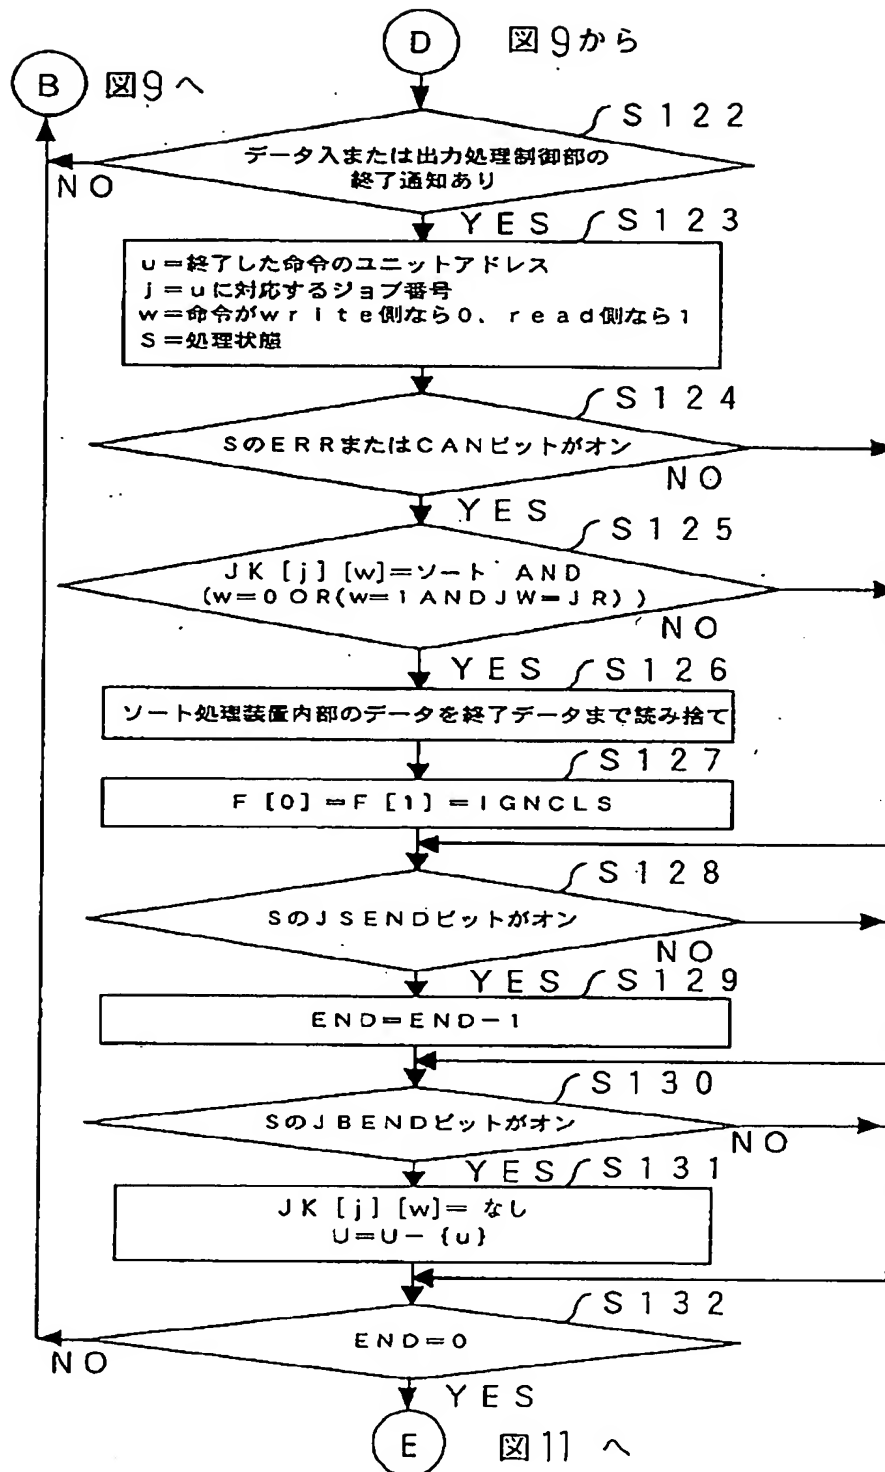 D 図9から
B 図9へ
S122
データ入または出力処理制御部の
終了通知あり
NO
YES
S123
u=終了した命令のユニットアドレス
j=uに対応するジョブ番号
w=命令がwrite側なら0、read側なら1
S=処理状態
S124
SのERRまたはCANビットがオン
NO
YES
S125
JK[j][w]=ソート AND
(w=0 OR(w=1ANDJW=JR))
NO
YES
S126
ソート処理装置内部のデータを終了データまで読み捨て
S127
F[0]=F[1]=IGNCLS
S128
SのJSENDビットがオン
NO
YES
S129
END=END-1
S130
SのJBENDビットがオン
NO
YES
S131
JK[j][w]=なし
U=U-{u}
S132
END=0
NO
YES
E 図11へ